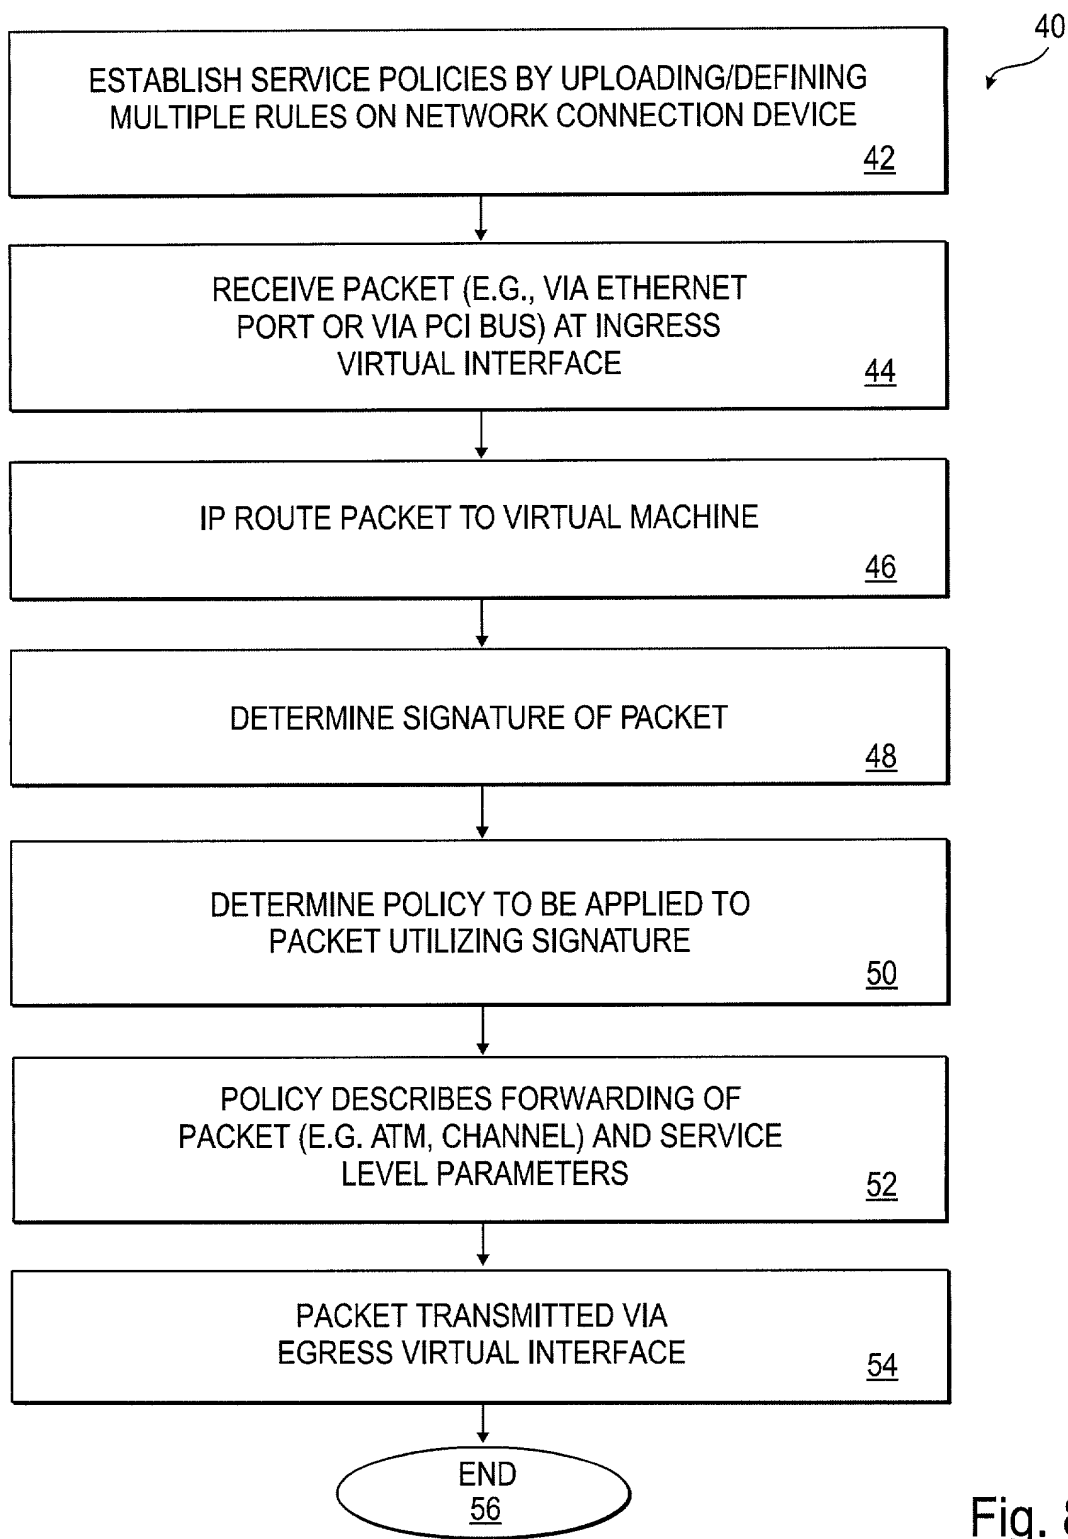 40
ESTABLISH SERVICE POLICIES BY UPLOADING/DEFINING
MULTIPLE RULES ON NETWORK CONNECTION DEVICE
42
RECEIVE PACKET (E.G., VIA ETHERNET
PORT OR VIA PCI BUS) AT INGRESS
VIRTUAL INTERFACE
44
IP ROUTE PACKET TO VIRTUAL MACHINE
46
DETERMINE SIGNATURE OF PACKET
48
DETERMINE POLICY TO BE APPLIED TO
PACKET UTILIZING SIGNATURE
50
POLICY DESCRIBES FORWARDING OF
PACKET (E.G. ATM, CHANNEL) AND SERVICE
LEVEL PARAMETERS
52
PACKET TRANSMITTED VIA
EGRESS VIRTUAL INTERFACE
54
END
56
Fig. 8